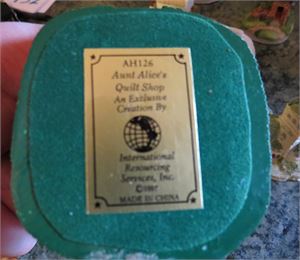 AH126
Aunt Alice's
Quilt Shop
An Exclusive
Creation By
International
Resourcing
Services, Inc.
©1997
MADE IN CHINA